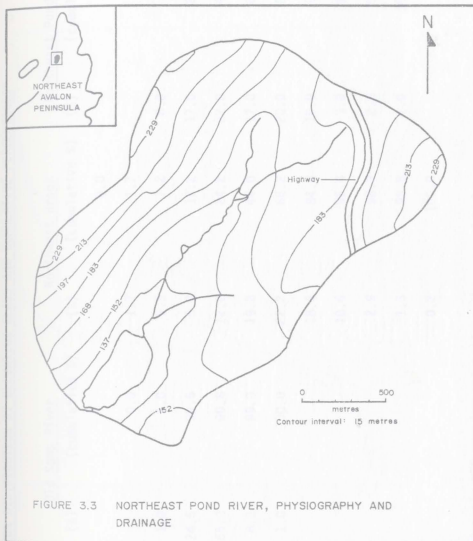 NORTHEAST
AVALON
PENINSULA
N
229
Highway
213
229
183
229
213
197
183
168
152
137
152
0 500
metres
Contour interval: 15 metres
FIGURE 3.3 NORTHEAST POND RIVER, PHYSIOGRAPHY AND
DRAINAGE